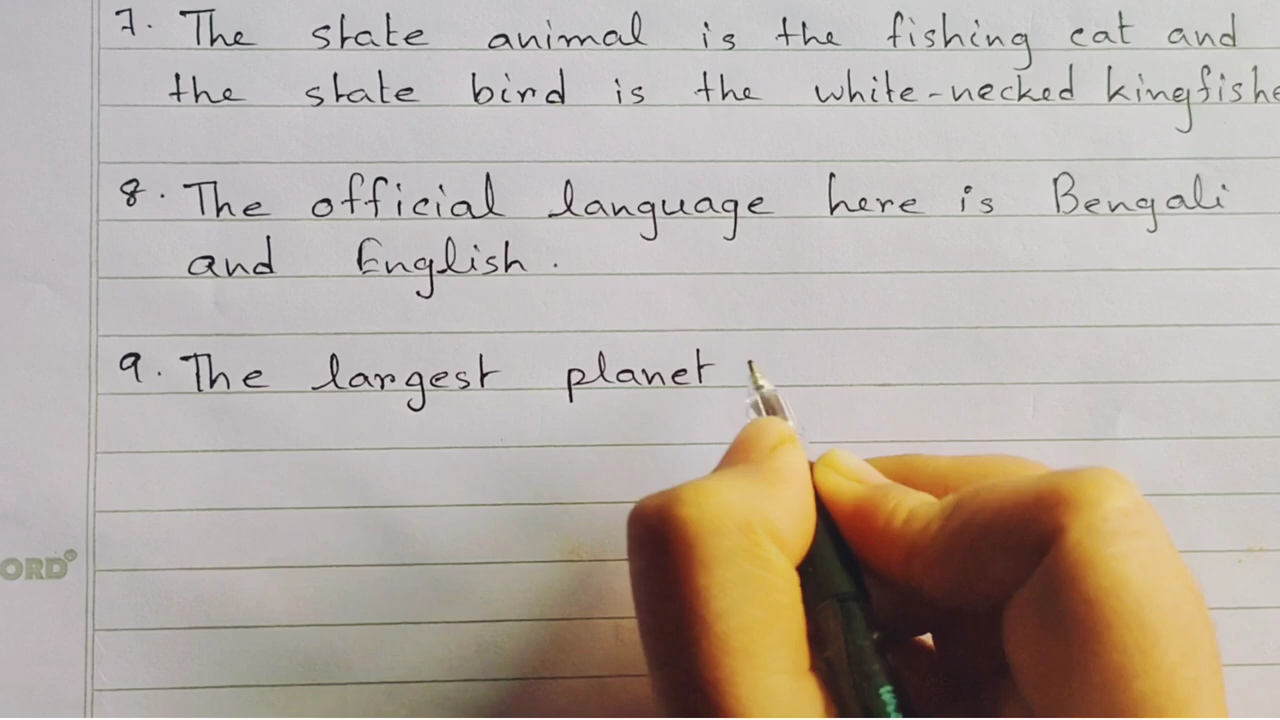 7. The state animal is the fishing cat and
the state bird is the white-necked kingfishe
8. The official language here is Bengali
and English.
9. The largest planet
ORD®